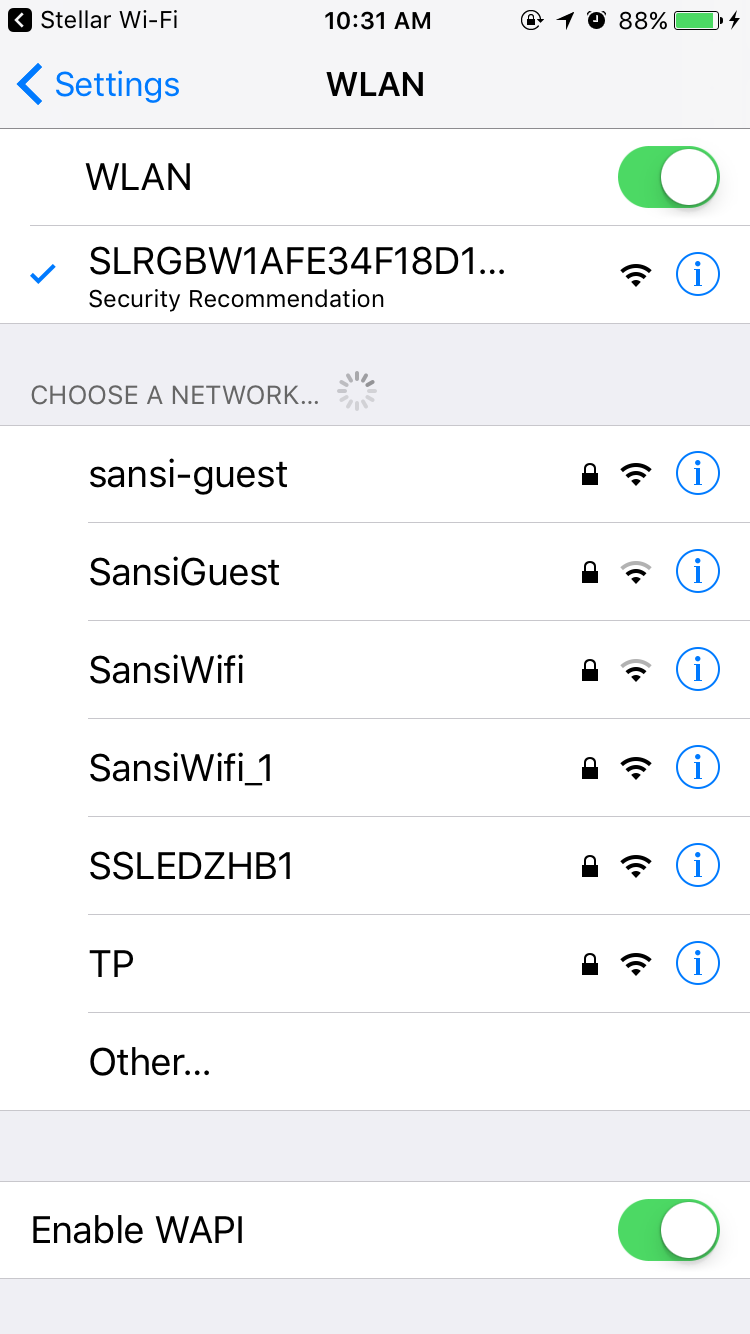 Stellar Wi-Fi 10:31 AM 88%
Settings WLAN
WLAN
SLRGBW1AFE34F18D1...
Security Recommendation
CHOOSE A NETWORK...
sansi-guest
SansiGuest
SansiWifi
SansiWifi_1
SSLEDZHB1
TP
Other...
Enable WAPI